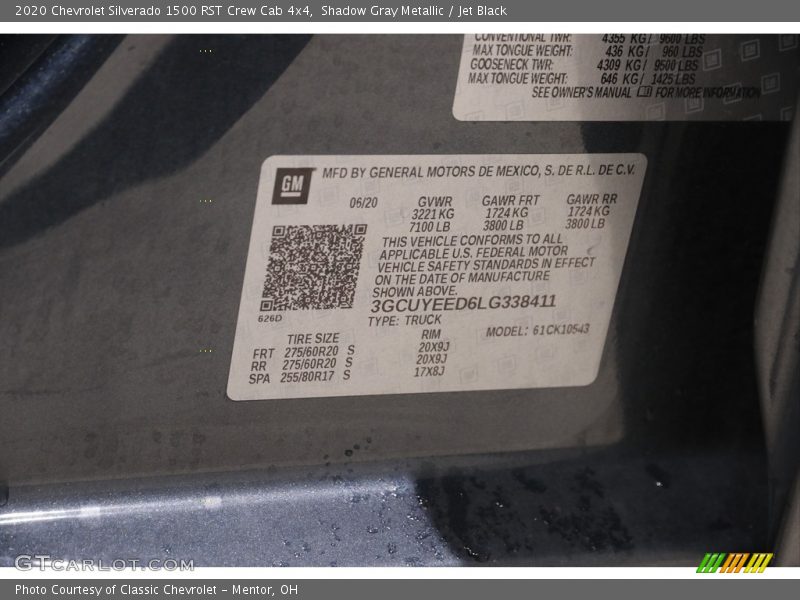 2020 Chevrolet Silverado 1500 RST Crew Cab 4x4, Shadow Gray Metallic / Jet Black
CONVENTIONAL TWR: 4355 KG/ 9600 LBS
MAX TONGUE WEIGHT: 436 KG/ 960 LBS
GOOSENECK TWR: 4309 KG/ 9500 LBS
MAX TONGUE WEIGHT: 646 KG/ 1425 LBS
SEE OWNER'S MANUAL FOR MORE INFORMATION
GM MFD BY GENERAL MOTORS DE MEXICO, S. DE R.L. DE C.V.
06/20 GVWR GAWR FRT GAWR RR
3221 KG 1724 KG 1724 KG
7100 LB 3800 LB 3800 LB
THIS VEHICLE CONFORMS TO ALL
APPLICABLE U.S. FEDERAL MOTOR
VEHICLE SAFETY STANDARDS IN EFFECT
ON THE DATE OF MANUFACTURE
SHOWN ABOVE.
3GCUYEED6LG338411
626D
TYPE: TRUCK
TIRE SIZE RIM MODEL: 61CK10543
FRT 275/60R20 S 20X9J
RR 275/60R20 S 20X9J
SPA 255/80R17 S 17X8J
GTCARLOT.COM
Photo Courtesy of Classic Chevrolet - Mentor, OH